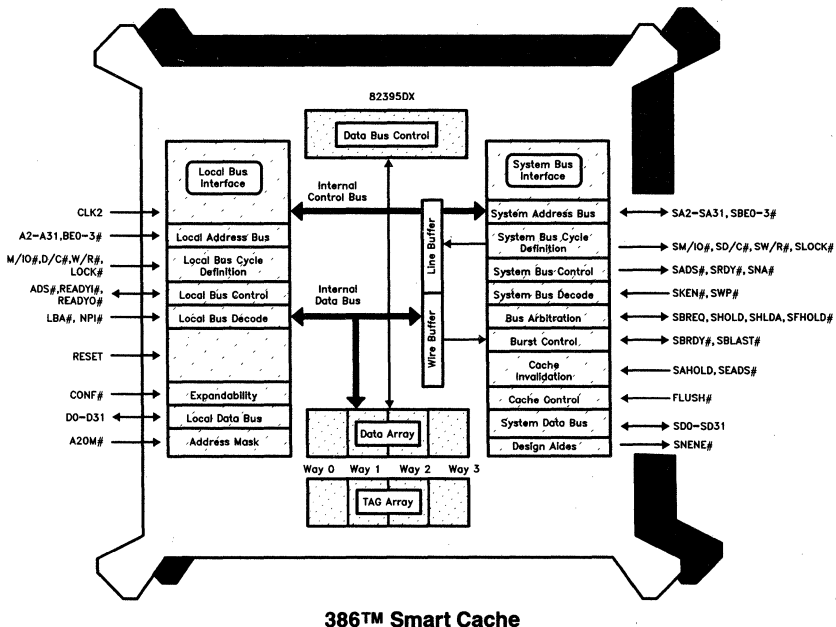 82395DX
Data Bus Control
Local Bus
Interface
System Bus
Interface
Internal
Control Bus
CLK2
System Address Bus
SA2-SA31, SBE0-3#
A2-A31,BE0-3#
Local Address Bus
Line Buffer
System Bus Cycle
Definition
SM/IO#, SD/C#, SW/R#, SLOCK#
M/IO#,D/C#,W/R#,
LOCK#
Local Bus Cycle
Definition
System Bus Control
SADS#, SRDY#, SNA#
ADS#,READYI#,
READYO#
Local Bus Control
Internal
Data Bus
System Bus Decode
SKEN#, SWP#
LBA#, NPI#
Local Bus Decode
Wire Buffer
Bus Arbitration
SBREQ, SHOLD, SHLDA, SFHOLD#
Burst Control
SBRDY#, SBLAST#
RESET
Cache
Invalidation
SAHOLD, SEADS#
CONF#
Expandability
Cache Control
FLUSH#
D0-D31
Local Data Bus
Data Array
System Data Bus
SD0-SD31
A20M#
Address Mask
Design Aides
SNENE#
Way 0 Way 1 Way 2 Way 3
TAG Array
386™ Smart Cache